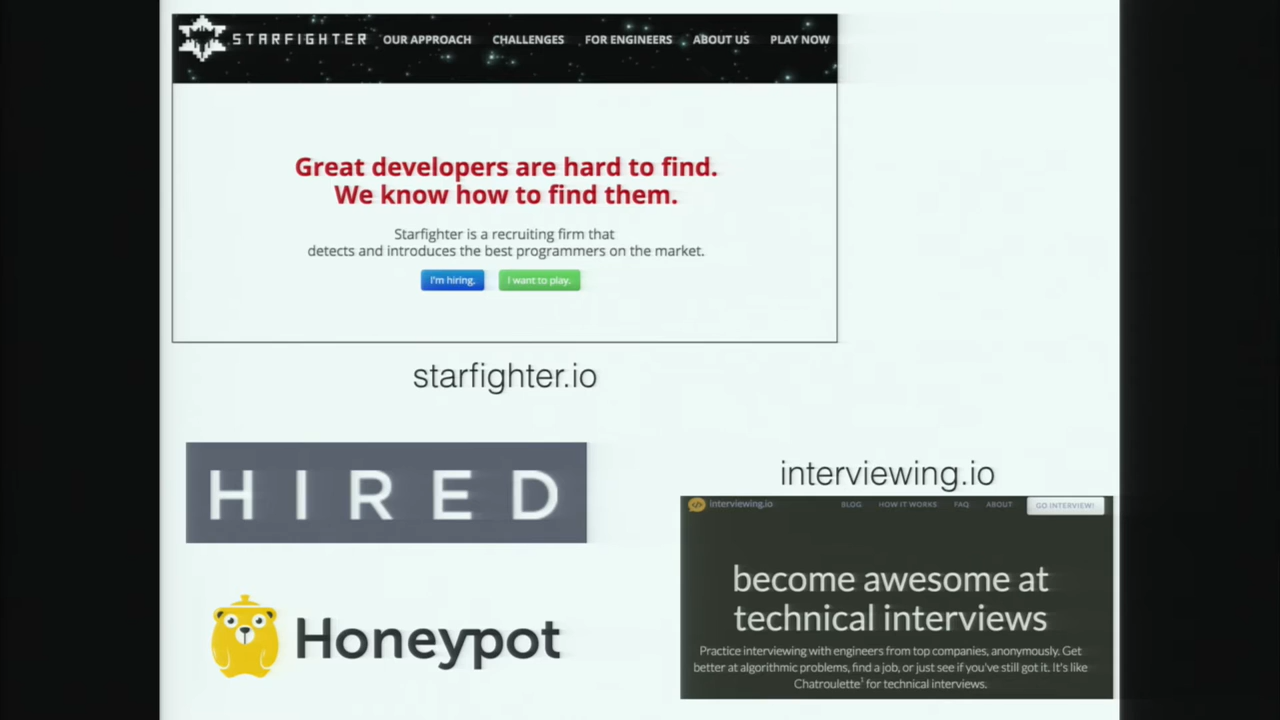 STARFIGHTER OUR APPROACH CHALLENGES FOR ENGINEERS ABOUT US PLAY NOW
Great developers are hard to find.
We know how to find them.
Starfighter is a recruiting firm that
detects and introduces the best programmers on the market.
I'm hiring. I want to play.
starfighter.io
HIRED
Honeypot
interviewing.io
interviewing.io BLOG HOW IT WORKS FAQ ABOUT GO INTERVIEW!
become awesome at
technical interviews
Practice interviewing with engineers from top companies, anonymously. Get
better at algorithmic problems, find a job, or just see if you've still got it. It's like
Chatroulette¹ for technical interviews.